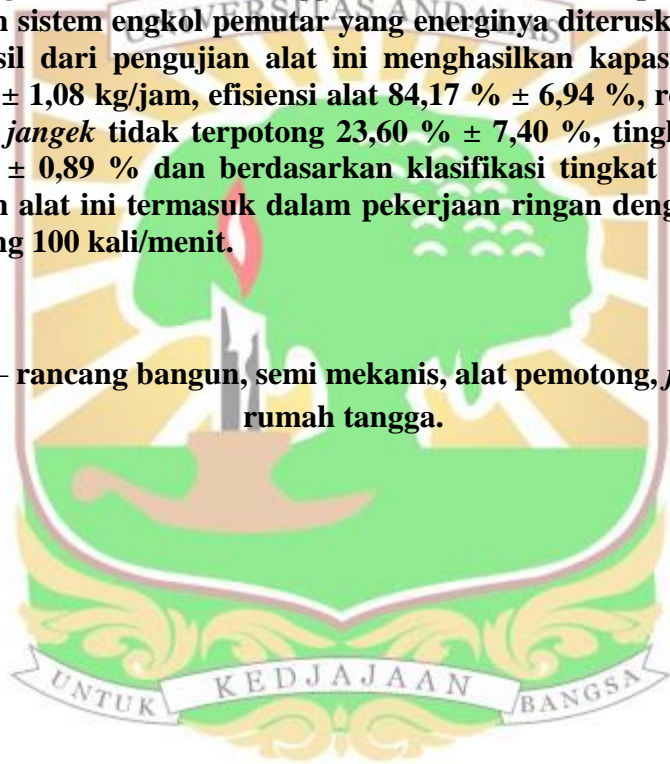 UNIVERSITAS ANDALAS
n sistem engkol pemutar yang energinya diterusk
sil dari pengujian alat ini menghasilkan kapas
± 1,08 kg/jam, efisiensi alat 84,17 % ± 6,94 %, r
jangek tidak terpotong 23,60 % ± 7,40 %, tingl
± 0,89 % dan berdasarkan klasifikasi tingkat
n alat ini termasuk dalam pekerjaan ringan deng
ng 100 kali/menit.
– rancang bangun, semi mekanis, alat pemotong, j
rumah tangga.
UNTUK KEDJAJAAN BANGSA